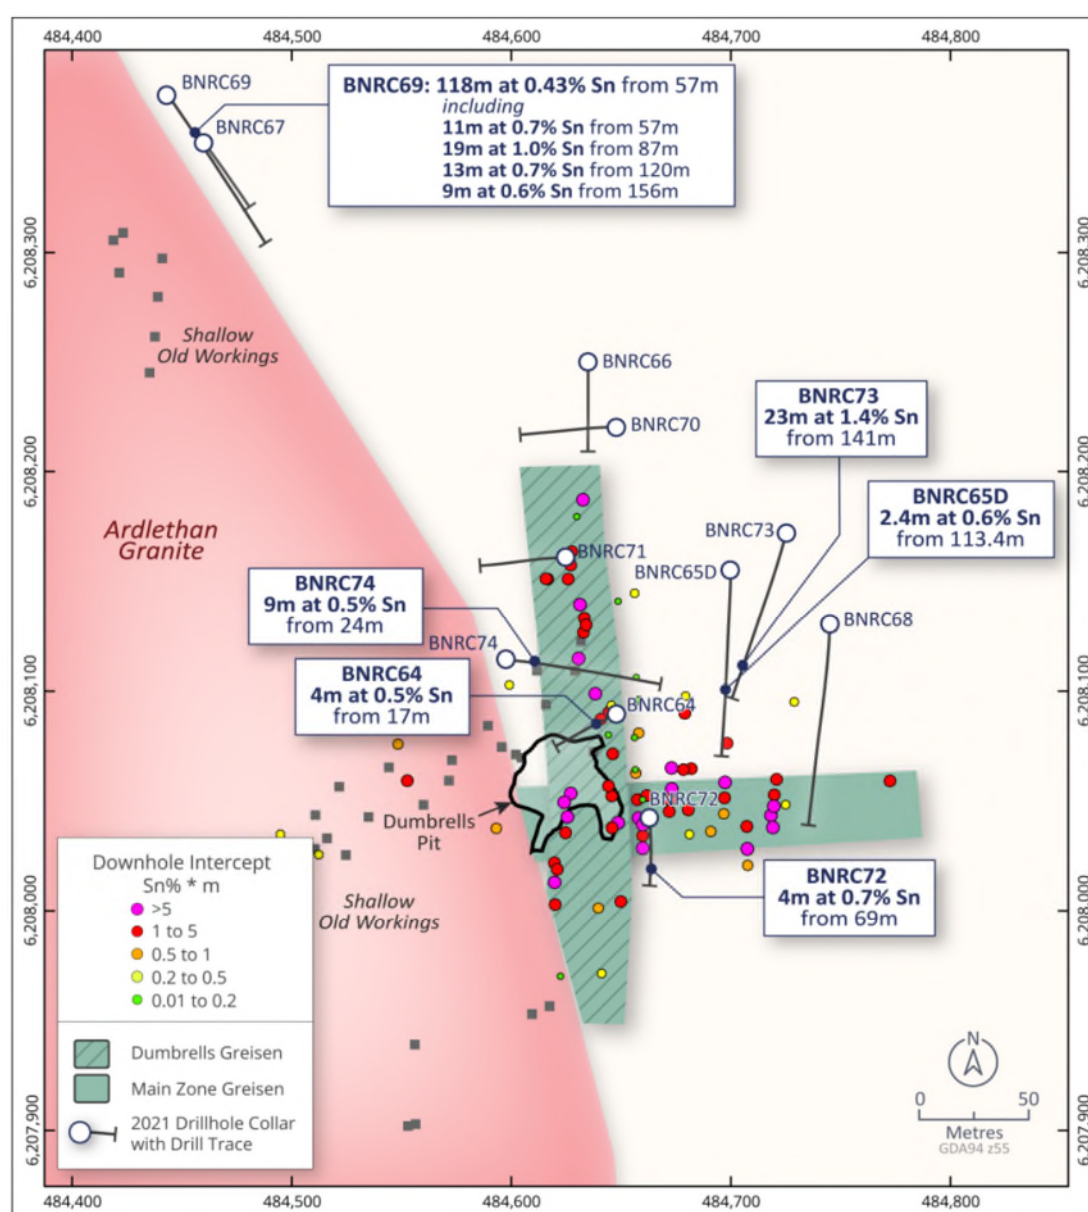 484,400 484,500 484,600 484,700 484,800
BNRC69
BNRC67
BNRC69: 118m at 0.43% Sn from 57m
including
11m at 0.7% Sn from 57m
19m at 1.0% Sn from 87m
13m at 0.7% Sn from 120m
9m at 0.6% Sn from 156m
6,208,300
6,208,300
Shallow
Old Workings
BNRC66
BNRC70
BNRC73
23m at 1.4% Sn
from 141m
6,208,200
6,208,200
BNRC65D
2.4m at 0.6% Sn
from 113.4m
Ardlethan
Granite
BNRC71
BNRC73
BNRC65D
BNRC74
9m at 0.5% Sn
from 24m
BNRC68
BNRC74
BNRC64
4m at 0.5% Sn
from 17m
BNRC64
6,208,100
6,208,100
Dumbrells
Pit
BNRC72
BNRC72
4m at 0.7% Sn
from 69m
Shallow
Old Workings
6,208,000
6,208,000
Downhole Intercept
Sn% * m
>5
1 to 5
0.5 to 1
0.2 to 0.5
0.01 to 0.2
Dumbrells Greisen
Main Zone Greisen
2021 Drillhole Collar
with Drill Trace
N
0 50
Metres
GDA94 z55
6,207,900
6,207,900
484,400 484,500 484,600 484,700 484,800